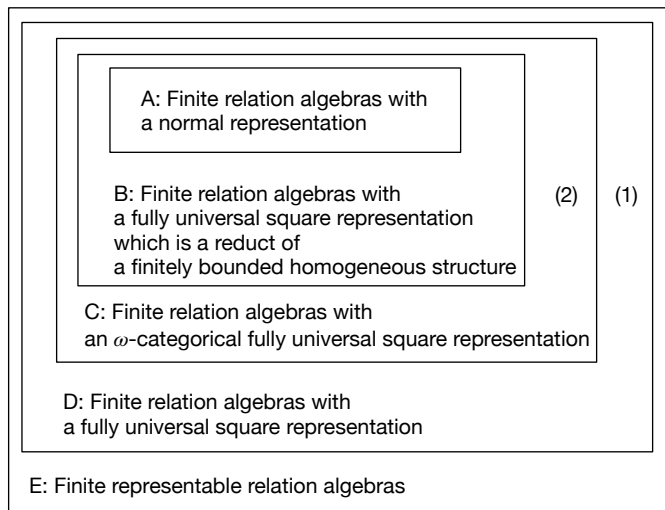 A: Finite relation algebras with
a normal representation
B: Finite relation algebras with
a fully universal square representation
which is a reduct of
a finitely bounded homogeneous structure
(2)
(1)
C: Finite relation algebras with
an ω-categorical fully universal square representation
D: Finite relation algebras with
a fully universal square representation
E: Finite representable relation algebras